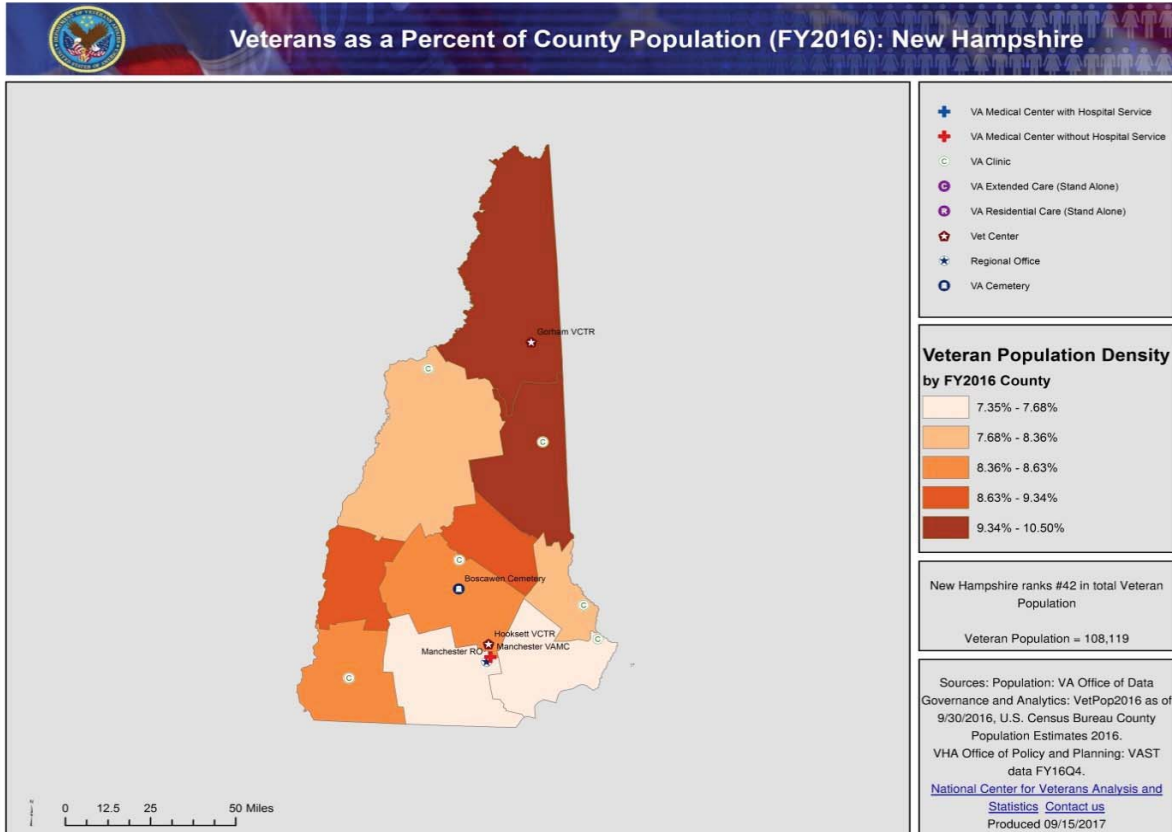 Veterans as a Percent of County Population (FY2016): New Hampshire
Gorham VCTR
C
C
C
Boscawen Cemetery
C
Hooksett VCTR
Manchester RO
Manchester VAMC
C
C
0 12.5 25 50 Miles
VA Medical Center with Hospital Service
VA Medical Center without Hospital Service
C VA Clinic
C VA Extended Care (Stand Alone)
R VA Residential Care (Stand Alone)
Vet Center
Regional Office
VA Cemetery
Veteran Population Density
by FY2016 County
7.35% - 7.68%
7.68% - 8.36%
8.36% - 8.63%
8.63% - 9.34%
9.34% - 10.50%
New Hampshire ranks #42 in total Veteran
Population
Veteran Population = 108,119
Sources: Population: VA Office of Data
Governance and Analytics: VetPop2016 as of
9/30/2016, U.S. Census Bureau County
Population Estimates 2016.
VHA Office of Policy and Planning: VAST
data FY16Q4.
National Center for Veterans Analysis and
Statistics Contact us
Produced 09/15/2017